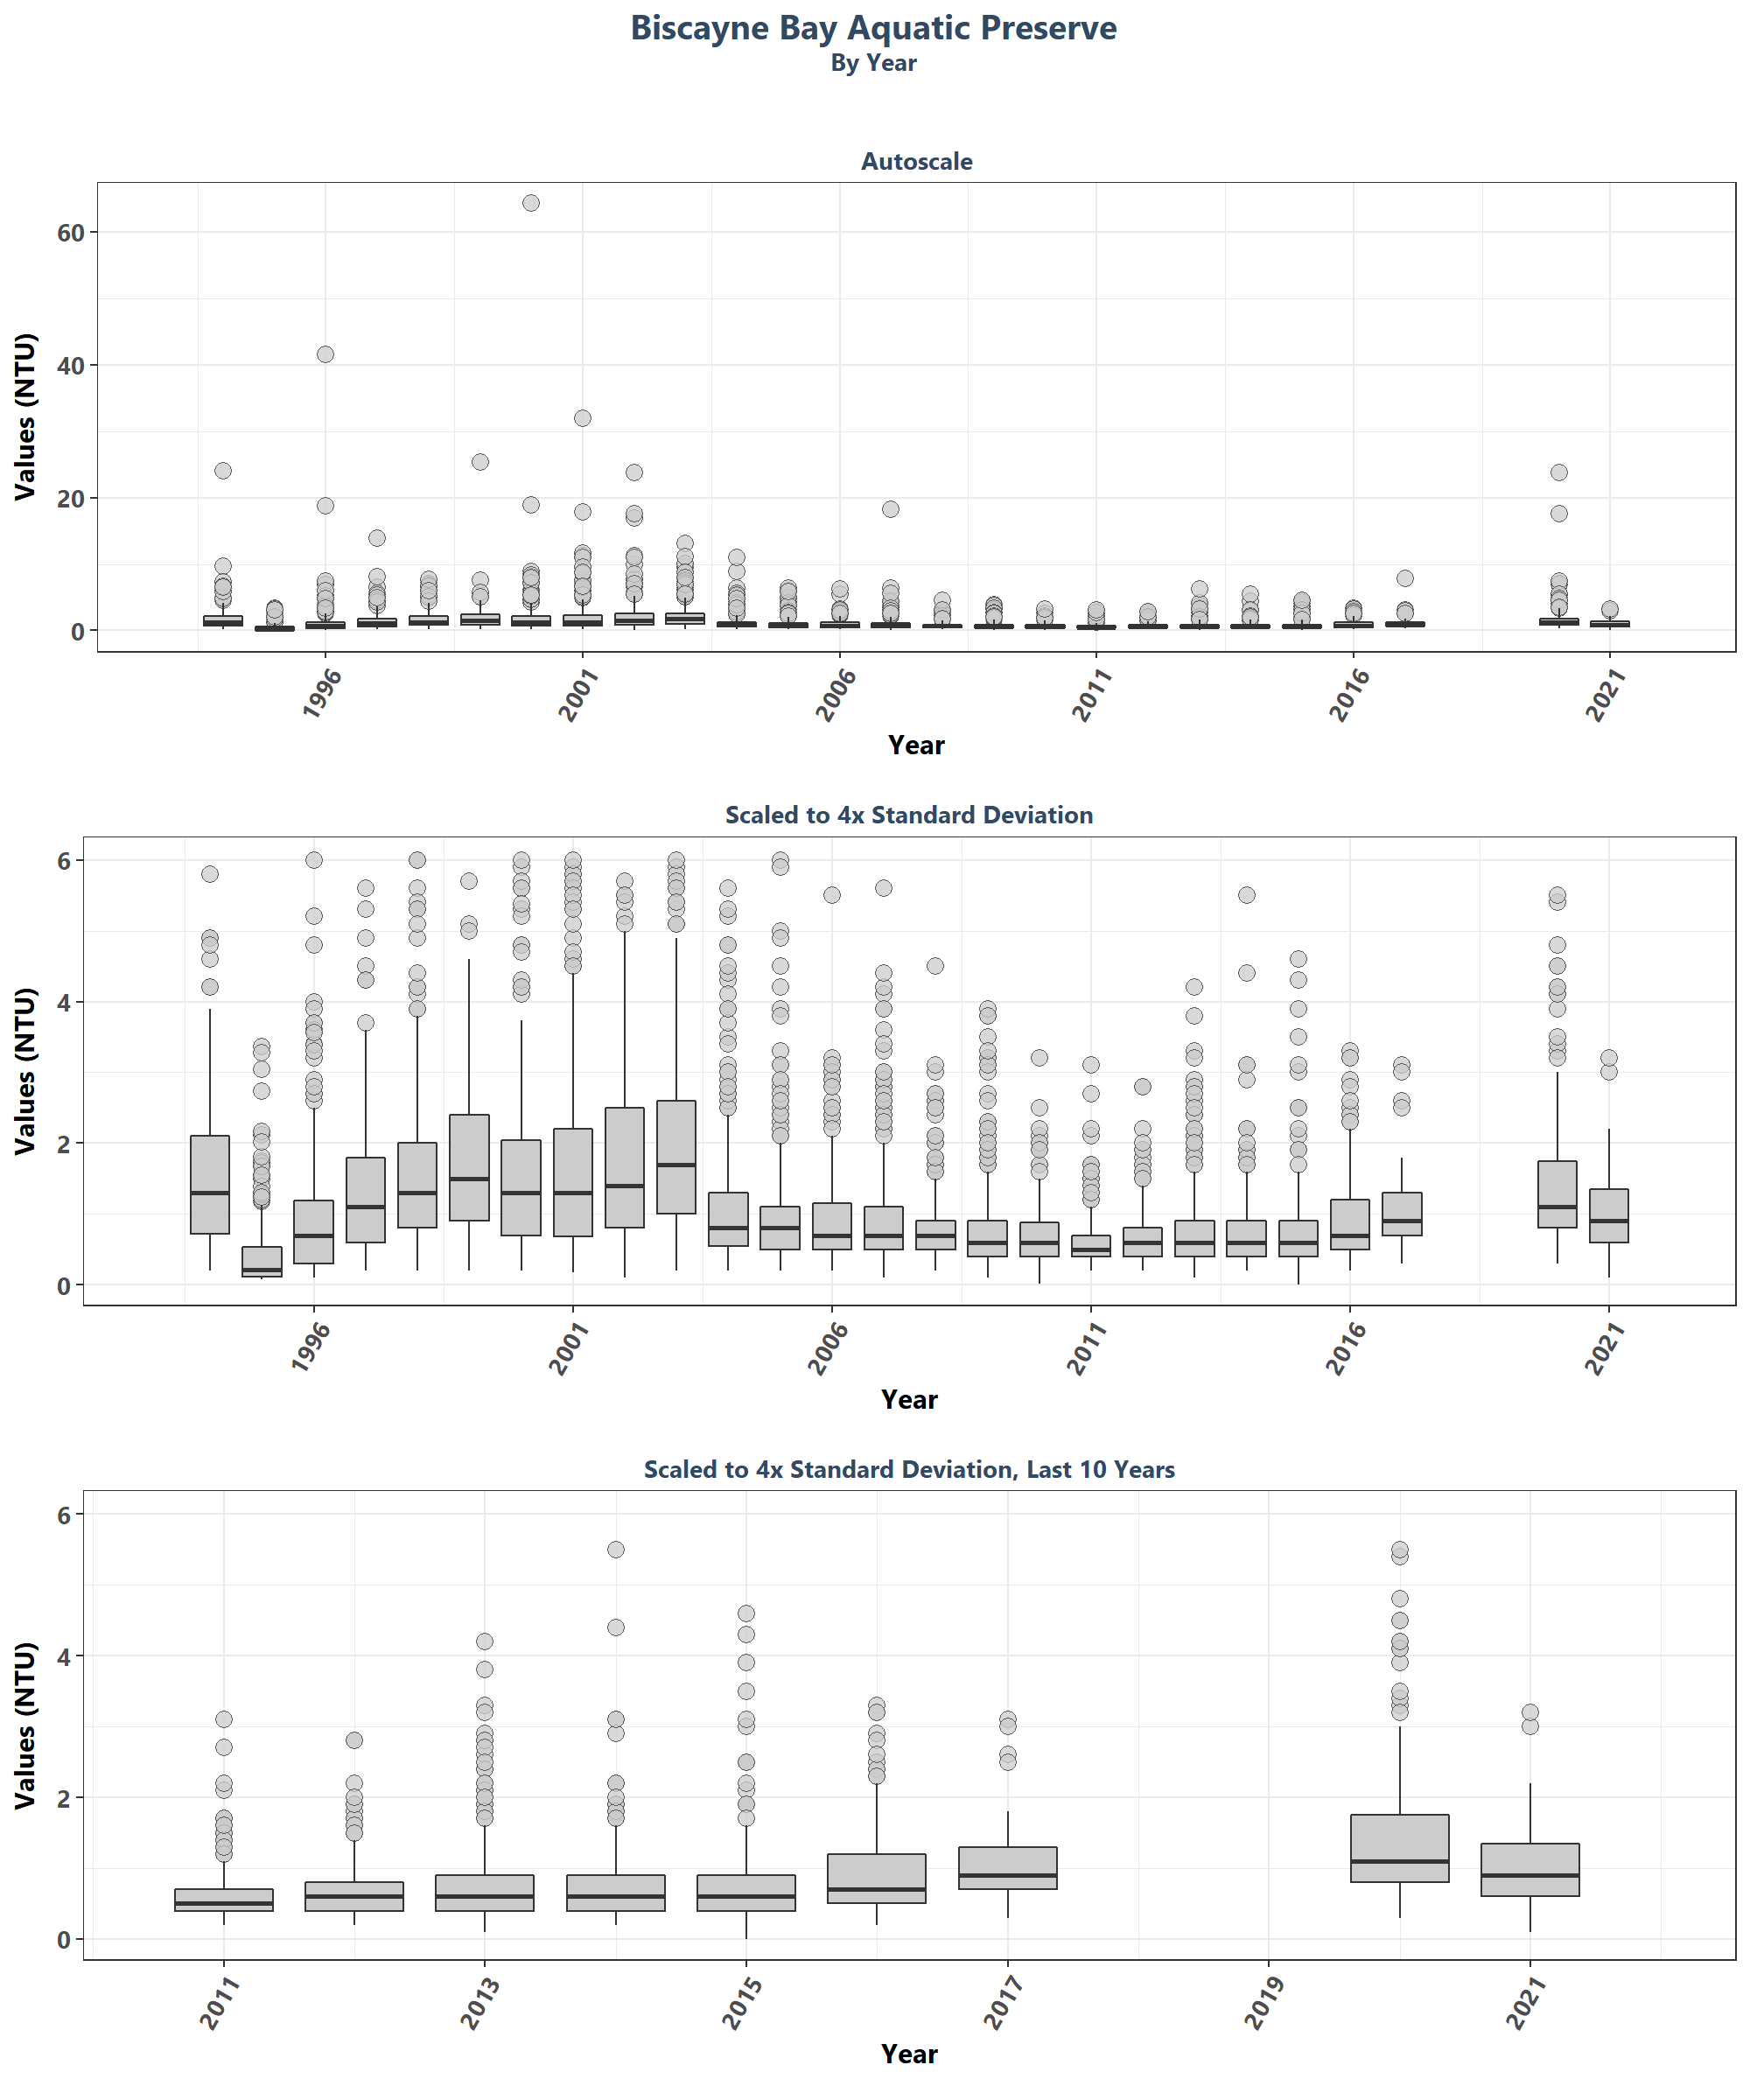 Biscayne Bay Aquatic Preserve
By Year
Autoscale
Values (NTU)
60
40
20
0
1996
2001
2006
2011
2016
2021
Year
Scaled to 4x Standard Deviation
Values (NTU)
6
4
2
0
1996
2001
2006
2011
2016
2021
Year
Scaled to 4x Standard Deviation, Last 10 Years
Values (NTU)
6
4
2
0
2011
2013
2015
2017
2019
2021
Year